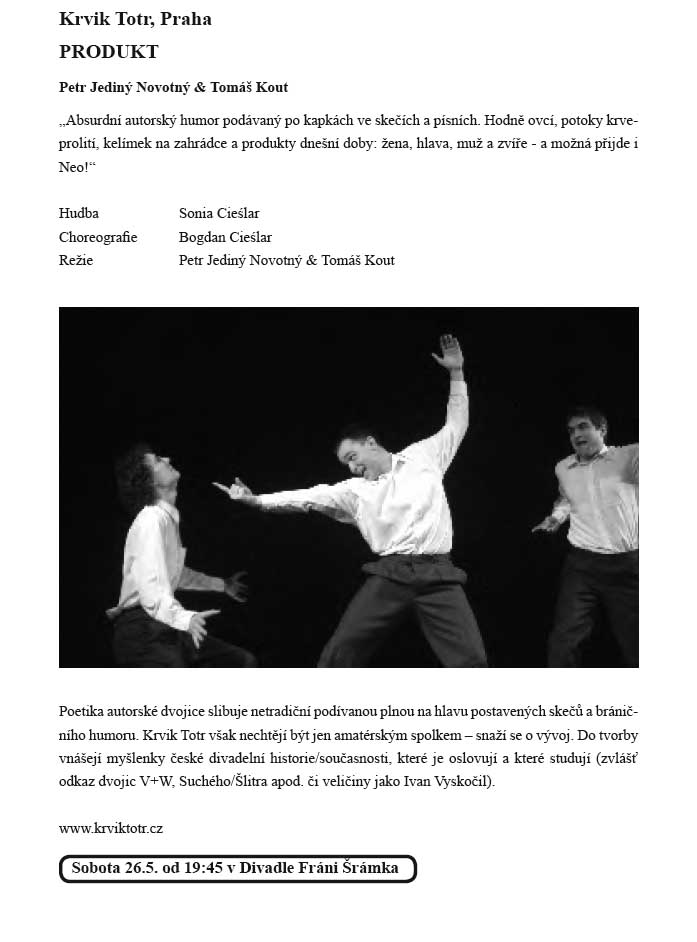 Krvik Totr, Praha
PRODUKT
Petr Jediný Novotný & Tomáš Kout
„Absurdní autorský humor podávaný po kapkách ve skečích a písních. Hodně ovcí, potoky krve-
prolití, kelímek na zahrádce a produkty dnešní doby: žena, hlava, muž a zvíře - a možná přijde i
Neo!“
Hudba Sonia Cieślar
Choreografie Bogdan Cieślar
Režie Petr Jediný Novotný & Tomáš Kout
Poetika autorské dvojice slibuje netradiční podívanou plnou na hlavu postavených skečů a bránič-
ního humoru. Krvik Totr však nechtějí být jen amatérským spolkem – snaží se o vývoj. Do tvorby
vnášejí myšlenky české divadelní historie/současnosti, které je oslovují a které studují (zvlášť
odkaz dvojic V+W, Suchého/Šlitra apod. či veličiny jako Ivan Vyskočil).
www.krviktotr.cz
Sobota 26.5. od 19:45 v Divadle Fráni Šrámka